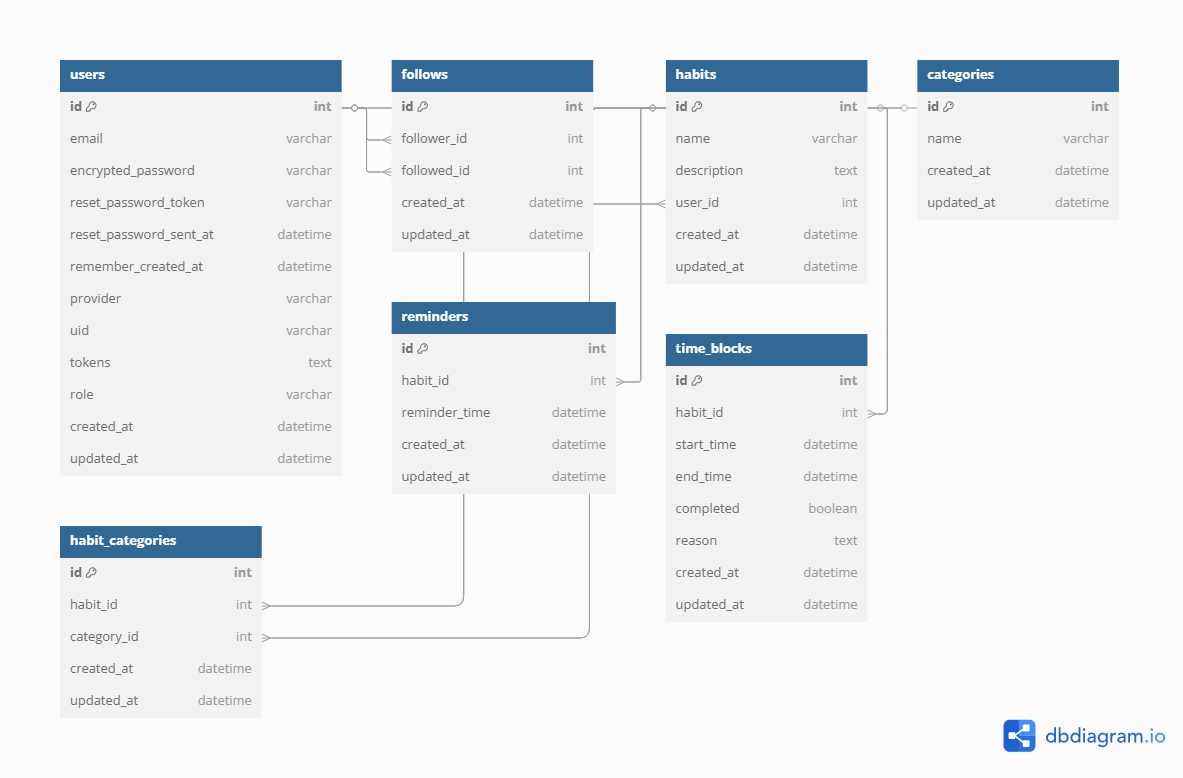 users
id int
email varchar
encrypted_password varchar
reset_password_token varchar
reset_password_sent_at datetime
remember_created_at datetime
provider varchar
uid varchar
tokens text
role varchar
created_at datetime
updated_at datetime
follows
id int
follower_id int
followed_id int
created_at datetime
updated_at datetime
habits
id int
name varchar
description text
user_id int
created_at datetime
updated_at datetime
categories
id int
name varchar
created_at datetime
updated_at datetime
reminders
id int
habit_id int
reminder_time datetime
created_at datetime
updated_at datetime
time_blocks
id int
habit_id int
start_time datetime
end_time datetime
completed boolean
reason text
created_at datetime
updated_at datetime
habit_categories
id int
habit_id int
category_id int
created_at datetime
updated_at datetime
dbdiagram.io